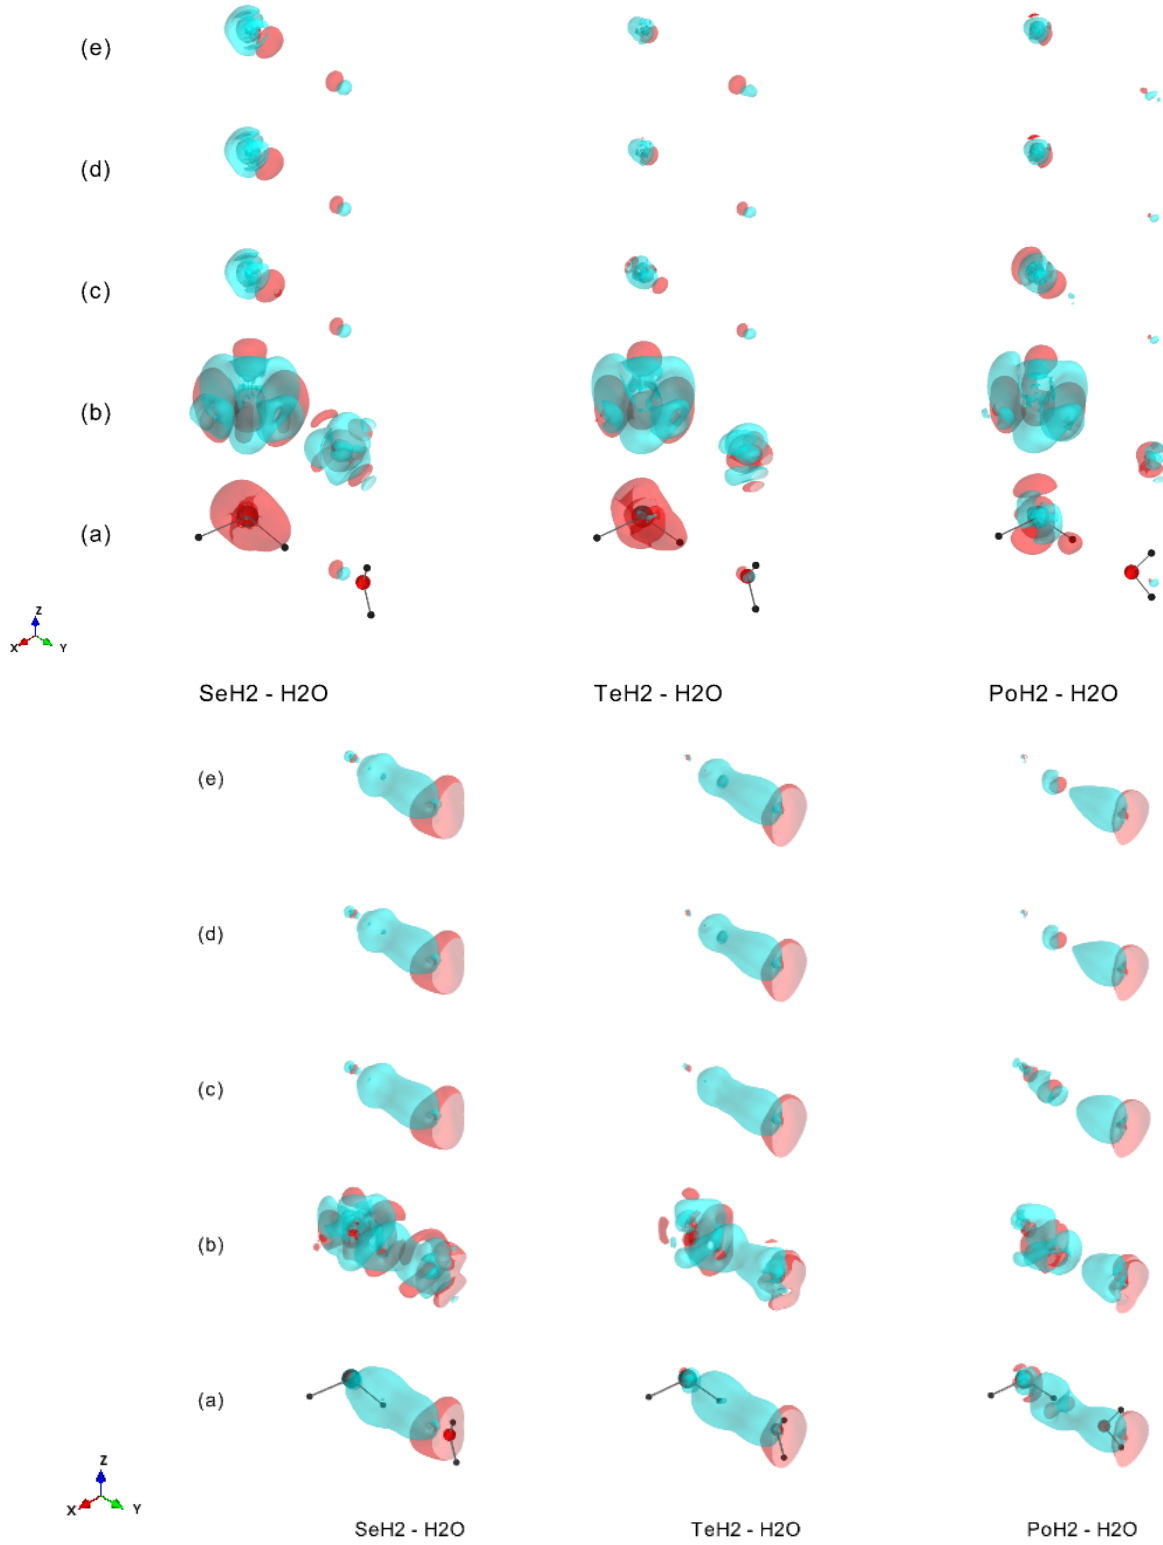 (e)
(d)
(c)
(b)
(a)
Z
X Y
SeH2 - H2O TeH2 - H2O PoH2 - H2O
(e)
(d)
(c)
(b)
(a)
Z
X Y
SeH2 - H2O TeH2 - H2O PoH2 - H2O